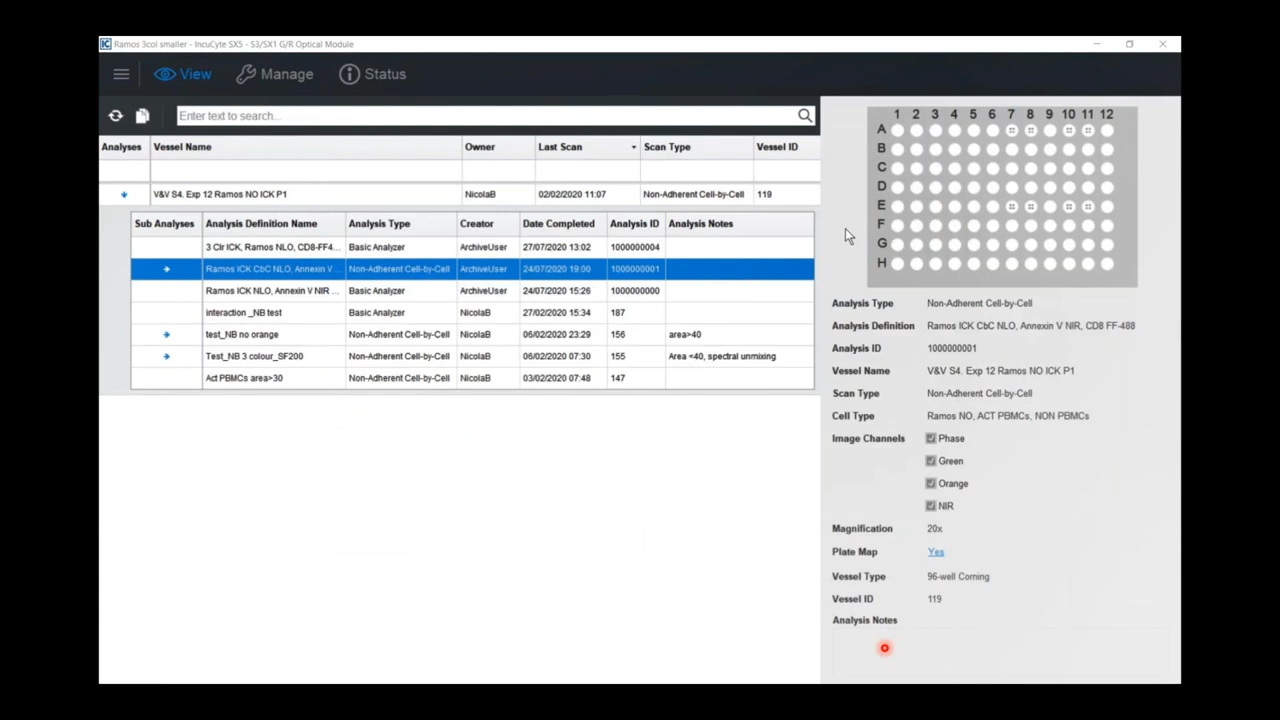 IC Ramos 3col smaller - IncuCyte SX5 - S3/SX1 G/R Optical Module
View Manage Status
Enter text to search...
Analyses Vessel Name Owner Last Scan Scan Type Vessel ID
V&V S4. Exp 12 Ramos NO ICK P1 NicolaB 02/02/2020 11:07 Non-Adherent Cell-by-Cell 119
Sub Analyses Analysis Definition Name Analysis Type Creator Date Completed Analysis ID Analysis Notes
3 Clr ICK, Ramos NLO, CD8-FF4... Basic Analyzer ArchiveUser 27/07/2020 13:02 1000000004
Ramos ICK CbC NLO, Annexin V ... Non-Adherent Cell-by-Cell ArchiveUser 24/07/2020 19:00 1000000001
Ramos ICK NLO, Annexin V NIR ... Basic Analyzer ArchiveUser 24/07/2020 15:26 1000000000
interaction _NB test Basic Analyzer NicolaB 27/02/2020 15:34 187
test_NB no orange Non-Adherent Cell-by-Cell NicolaB 06/02/2020 23:29 156 area>40
Test_NB 3 colour_SF200 Non-Adherent Cell-by-Cell NicolaB 06/02/2020 07:30 155 Area <40, spectral unmixing
Act PBMCs area>30 Non-Adherent Cell-by-Cell NicolaB 03/02/2020 07:48 147
1 2 3 4 5 6 7 8 9 10 11 12
A
B
C
D
E
F
G
H
Analysis Type Non-Adherent Cell-by-Cell
Analysis Definition Ramos ICK CbC NLO, Annexin V NIR, CD8 FF-488
Analysis ID 1000000001
Vessel Name V&V S4. Exp 12 Ramos NO ICK P1
Scan Type Non-Adherent Cell-by-Cell
Cell Type Ramos NO, ACT PBMCs, NON PBMCs
Image Channels Phase
Green
Orange
NIR
Magnification 20x
Plate Map Yes
Vessel Type 96-well Corning
Vessel ID 119
Analysis Notes